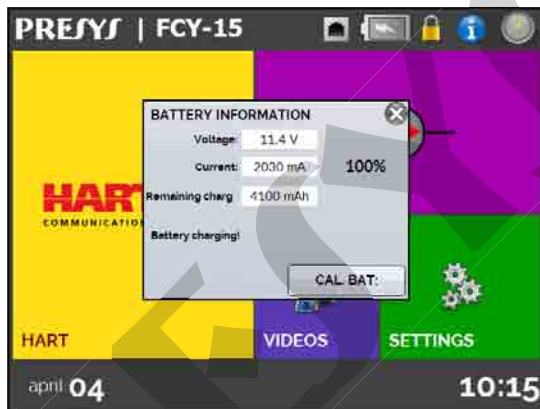 PRESYS | FCY-15
BATTERY INFORMATION
Voltage: 11.4 V
Current: 2030 mA 100%
Remaining charg 4100 mAh
Battery charging!
CAL. BAT:
HART
COMMUNICATION
HART VIDEOS SETTINGS
april 04 10:15